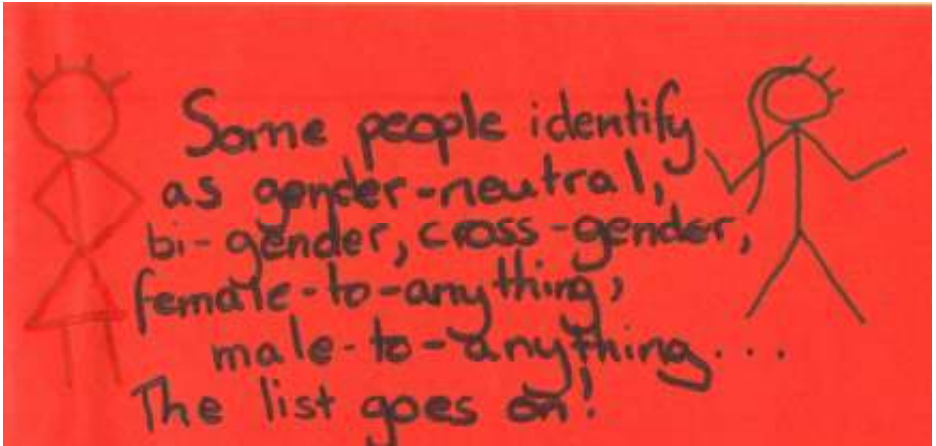 Some people identify
as gender-neutral,
bi-gender, cross-gender,
female-to-anything,
male-to-anything...
The list goes on!